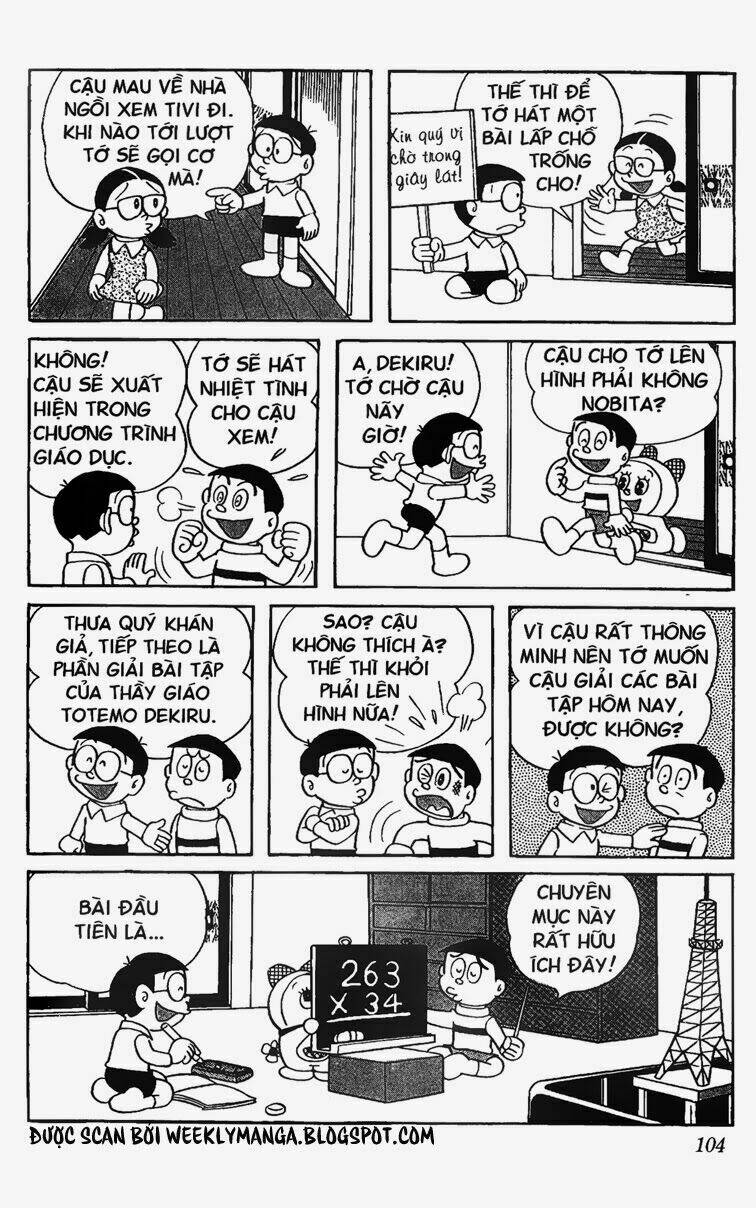 CẬU MAU VỀ NHÀ
NGỒI XEM TIVI ĐI.
KHI NÀO TỚI LƯỢT
TỚ SẼ GỌI CƠ
MÀ!
Xin quý vị
chờ trong
giây lát!
THẾ THÌ ĐỂ
TỚ HÁT MỘT
BÀI LẤP CHỖ
TRỐNG
CHO!
KHÔNG!
CẬU SẼ XUẤT
HIỆN TRONG
CHƯƠNG TRÌNH
GIÁO DỤC.
TỚ SẼ HÁT
NHIỆT TÌNH
CHO CẬU
XEM!
A, DEKIRU!
TỚ CHỜ CẬU
NÃY
GIỜ!
CẬU CHO TỚ LÊN
HÌNH PHẢI KHÔNG
NOBITA?
THƯA QUÝ KHÁN
GIẢ, TIẾP THEO LÀ
PHẦN GIẢI BÀI TẬP
CỦA THẦY GIÁO
TOTEMO DEKIRU.
SAO? CẬU
KHÔNG THÍCH À?
THẾ THÌ KHỎI
PHẢI LÊN
HÌNH NỮA!
VÌ CẬU RẤT THÔNG
MINH NÊN TỚ MUỐN
CẬU GIẢI CÁC BÀI
TẬP HÔM NAY,
ĐƯỢC KHÔNG?
BÀI ĐẦU
TIÊN LÀ...
263
X 34
CHUYÊN
MỤC NÀY
RẤT HỮU
ÍCH ĐÂY!
ĐƯỢC SCAN BỞI WEEKLYMANGA.BLOGSPOT.COM
104